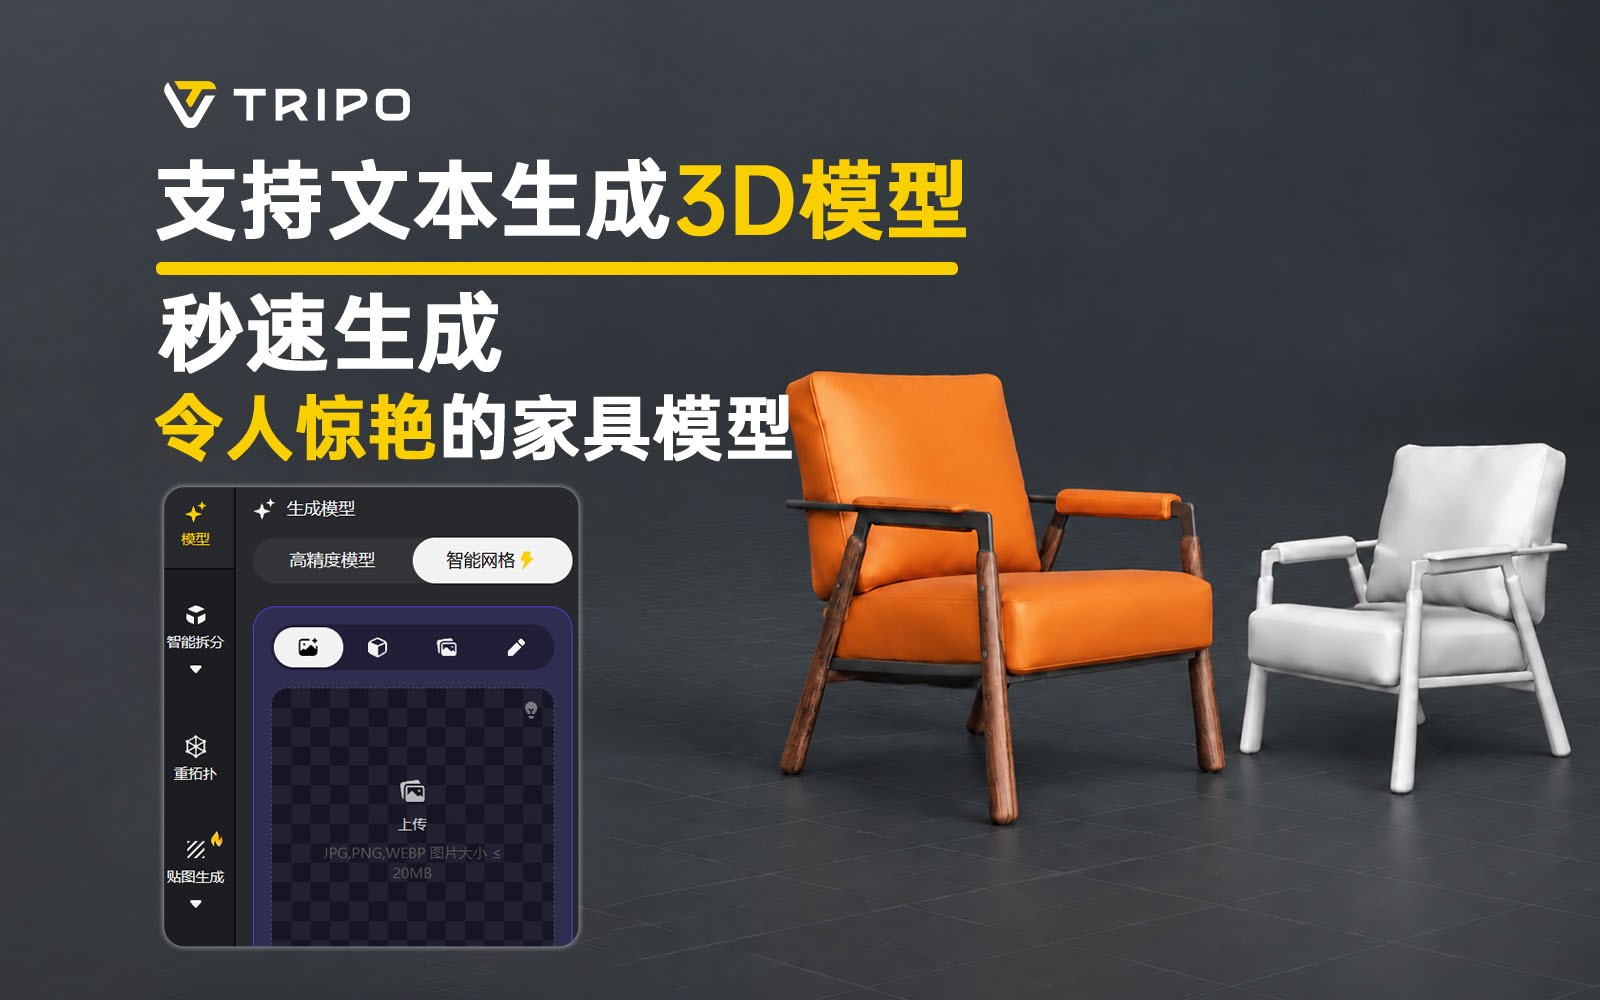 TRIPO
支持文本生成3D模型
秒速生成
令人惊艳的家具模型
模型
生成模型
高精度模型
智能网格
智能拆分
重拓扑
贴图生成
上传
JPG,PNG,WEBP 图片大小 ≤
20MB